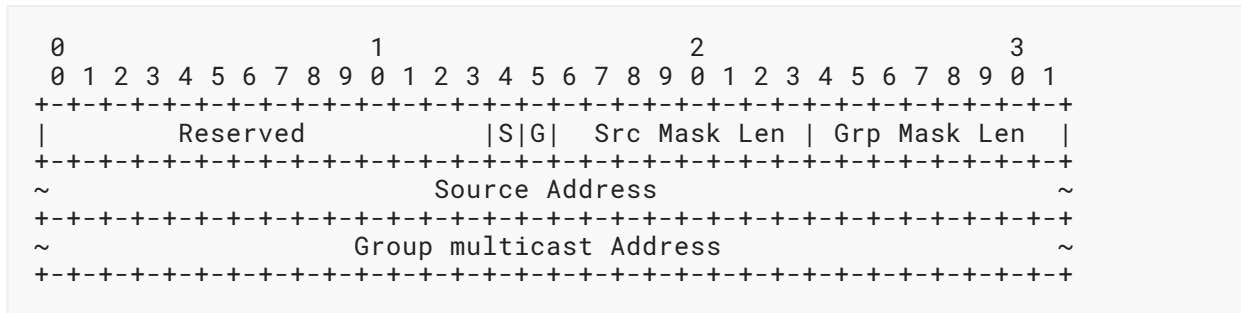 0                   1                   2                   3
 0 1 2 3 4 5 6 7 8 9 0 1 2 3 4 5 6 7 8 9 0 1 2 3 4 5 6 7 8 9 0 1
+-+-+-+-+-+-+-+-+-+-+-+-+-+-+-+-+-+-+-+-+-+-+-+-+-+-+-+-+-+-+-+-+
|        Reserved           |S|G|  Src Mask Len | Grp Mask Len  |
+-+-+-+-+-+-+-+-+-+-+-+-+-+-+-+-+-+-+-+-+-+-+-+-+-+-+-+-+-+-+-+-+
~                        Source Address                         ~
+-+-+-+-+-+-+-+-+-+-+-+-+-+-+-+-+-+-+-+-+-+-+-+-+-+-+-+-+-+-+-+-+
~                   Group multicast Address                     ~
+-+-+-+-+-+-+-+-+-+-+-+-+-+-+-+-+-+-+-+-+-+-+-+-+-+-+-+-+-+-+-+-+